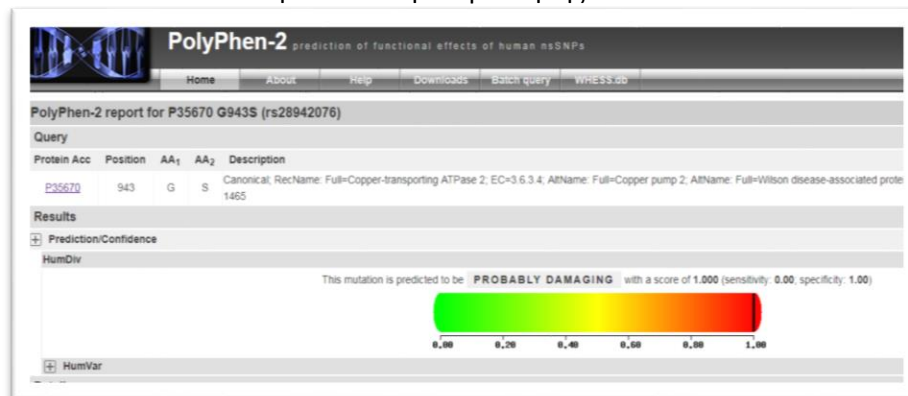 PolyPhen-2 prediction of functional effects of human nsSNPs
Home About Help Downloads Batch query WHESS.db
PolyPhen-2 report for P35670 G943S (rs28942076)
Query
Protein Acc Position AA1 AA2 Description
P35670 943 G S Canonical; RecName: Full=Copper-transporting ATPase 2; EC=3.6.3.4; AltName: Full=Copper pump 2; AltName: Full=Wilson disease-associated prote
1465
Results
Prediction/Confidence
HumDiv
This mutation is predicted to be PROBABLY DAMAGING with a score of 1.000 (sensitivity: 0.00; specificity: 1.00)
0,00 0,20 0,40 0,60 0,80 1,00
HumVar